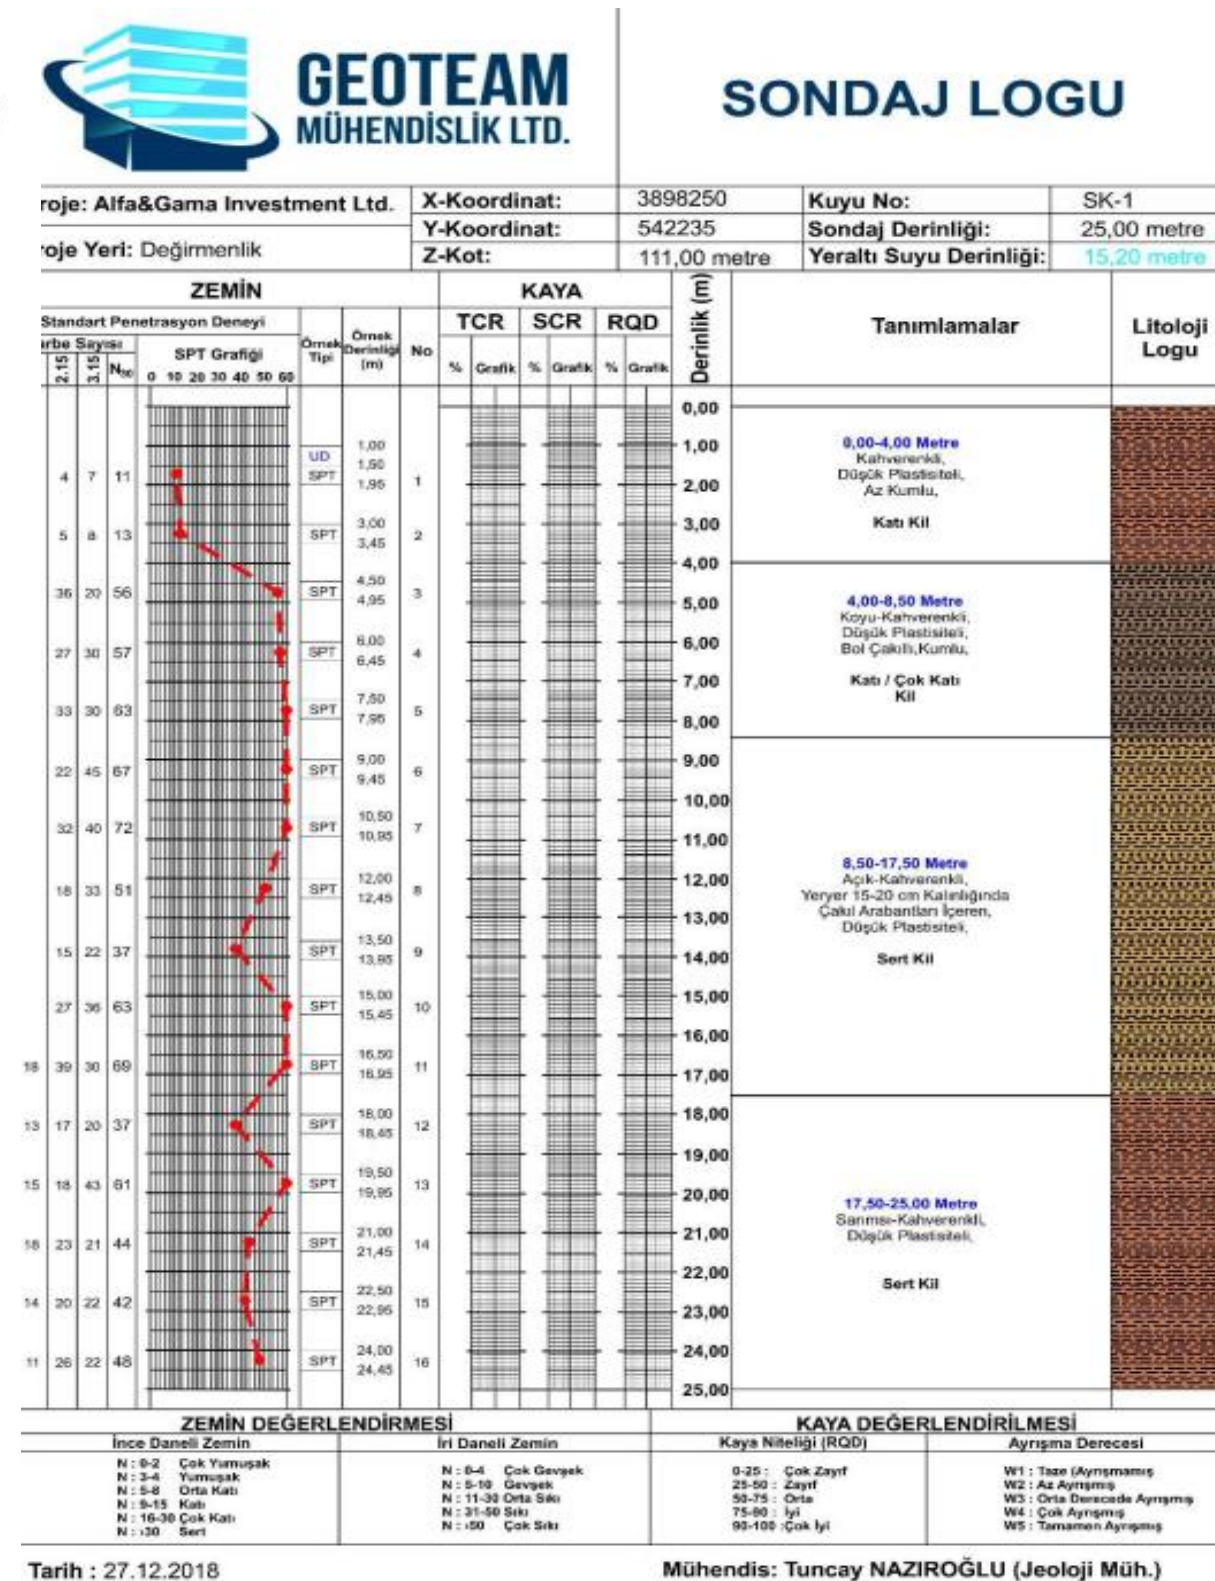 GEOTEAM
MÜHENDİSLİK LTD.
SONDAJ LOGU
roje: Alfa&Gama Investment Ltd.
X-Koordinat: 3898250
Kuyu No: SK-1
Y-Koordinat: 542235
Sondaj Derinliği: 25,00 metre
oje Yeri: Değirmenlik
Z-Kot: 111,00 metre
Yeraltı Suyu Derinliği: 15,20 metre
ZEMİN
KAYA
Derinlik (m)
Tanımlamalar
Litoloji
Logu
Standart Penetrasyon Deneyi
arbe Sayısı
2.15 3.15 N₃₀
SPT Grafiği
0 10 20 30 40 50 60
Örnek
Tipi
Örnek
Derinliği
(m)
No
TCR SCR RQD
% Grafik % Grafik % Grafik
UD 1,00
4 7 11 SPT 1,50 1,95 1
5 8 13 SPT 3,00 3,45 2
36 20 56 SPT 4,50 4,95 3
27 30 57 SPT 6,00 6,45 4
33 30 63 SPT 7,50 7,95 5
22 45 67 SPT 9,00 9,45 6
32 40 72 SPT 10,50 10,95 7
18 33 51 SPT 12,00 12,45 8
15 22 37 SPT 13,50 13,95 9
27 36 63 SPT 15,00 15,45 10
18 39 30 69 SPT 16,50 16,95 11
13 17 20 37 SPT 18,00 18,45 12
15 18 43 61 SPT 19,50 19,95 13
18 23 21 44 SPT 21,00 21,45 14
14 20 22 42 SPT 22,50 22,95 15
11 26 22 48 SPT 24,00 24,45 16
0,00
1,00
2,00
3,00
4,00
5,00
6,00
7,00
8,00
9,00
10,00
11,00
12,00
13,00
14,00
15,00
16,00
17,00
18,00
19,00
20,00
21,00
22,00
23,00
24,00
25,00
0,00-4,00 Metre
Kahverenkli,
Düşük Plastisiteli,
Az Kumlu,
Katı Kil
4,00-8,50 Metre
Koyu-Kahverenkli,
Düşük Plastisiteli,
Bol Çakıllı,Kumlu,
Katı / Çok Katı
Kil
8,50-17,50 Metre
Açık-Kahverenkli,
Yeryer 15-20 cm Kalınlığında
Çakıl Arabantları İçeren,
Düşük Plastisiteli,
Sert Kil
17,50-25,00 Metre
Sarımsı-Kahverenkli,
Düşük Plastisiteli,
Sert Kil
ZEMİN DEĞERLENDİRMESİ
İnce Daneli Zemin
N : 0-2 Çok Yumuşak
N : 3-4 Yumuşak
N : 5-8 Orta Katı
N : 9-15 Katı
N : 16-30 Çok Katı
N : >30 Sert
İri Daneli Zemin
N : 0-4 Çok Gevşek
N : 5-10 Gevşek
N : 11-30 Orta Sıkı
N : 31-50 Sıkı
N : >50 Çok Sıkı
KAYA DEĞERLENDİRİLMESİ
Kaya Niteliği (RQD)
0-25 : Çok Zayıf
25-50 : Zayıf
50-75 : Orta
75-90 : İyi
90-100 :Çok İyi
Ayrışma Derecesi
W1 : Taze (Ayrışmamış
W2 : Az Ayrışmış
W3 : Orta Derecede Ayrışmış
W4 : Çok Ayrışmış
W5 : Tamamen Ayrışmış
Tarih : 27.12.2018
Mühendis: Tuncay NAZIROĞLU (Jeoloji Müh.)